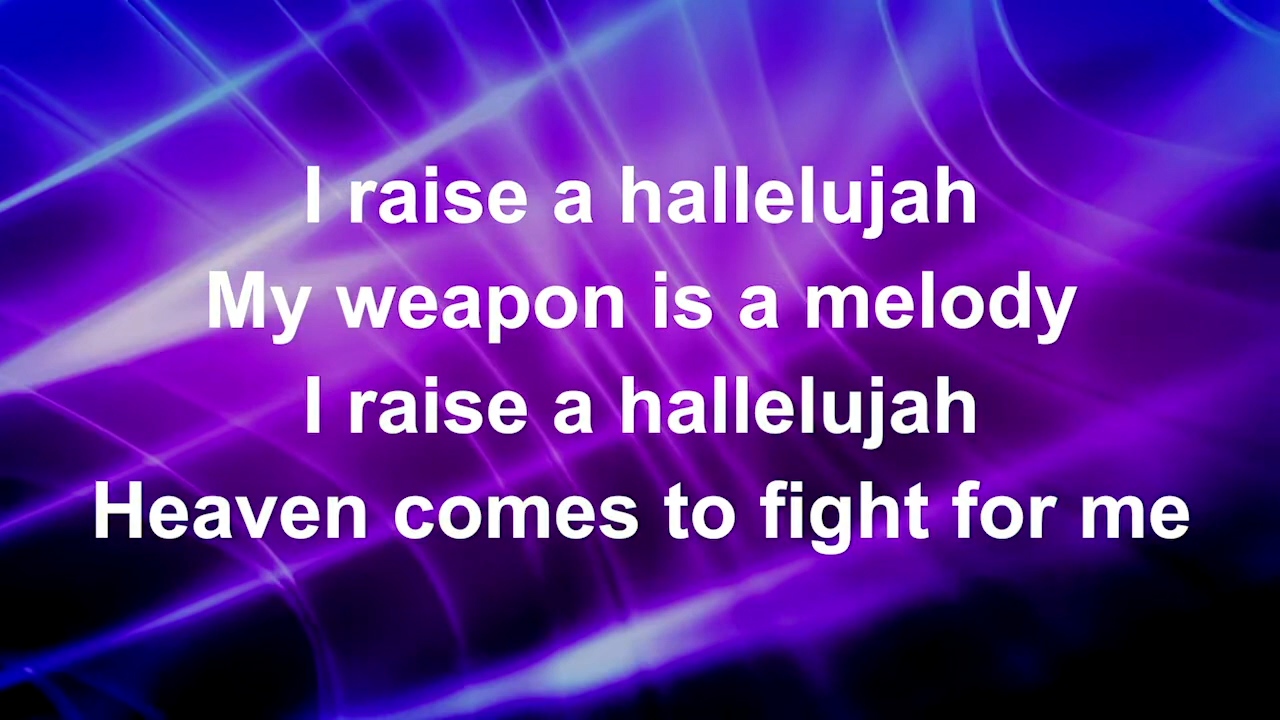 I raise a hallelujah
My weapon is a melody
I raise a hallelujah
Heaven comes to fight for me